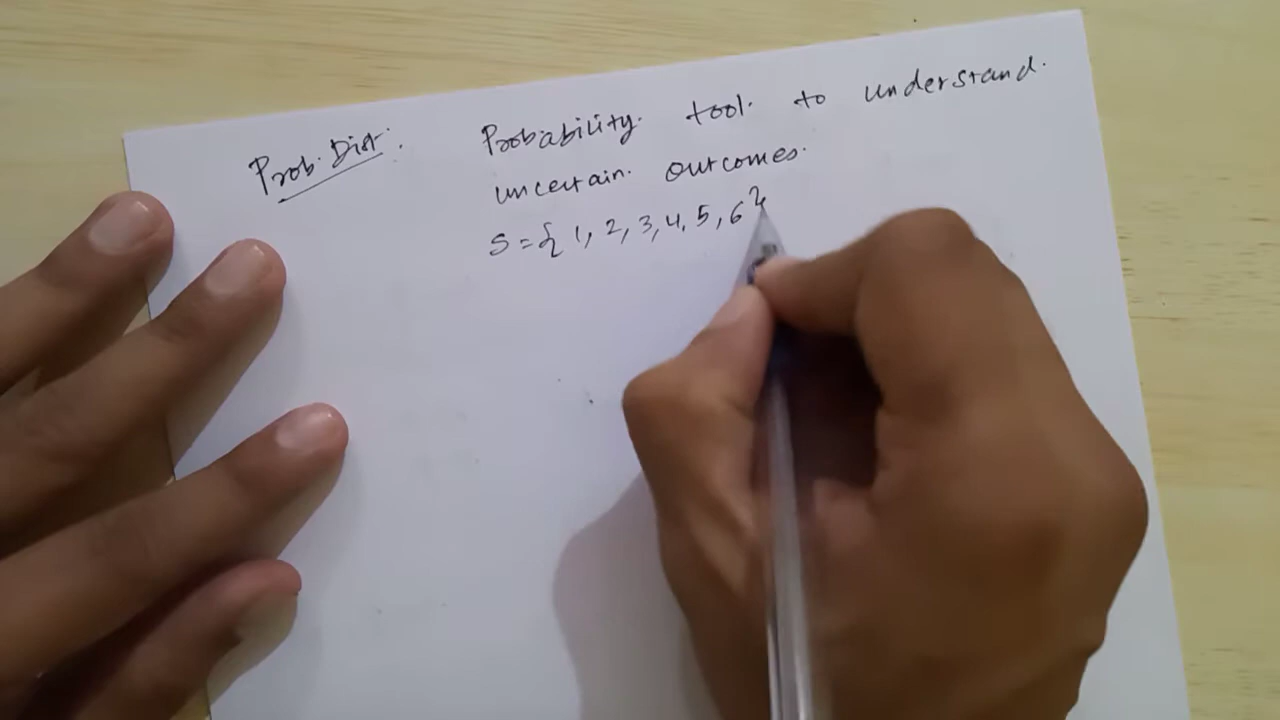 Prob. Dist. Probability. tool. to understand.
uncertain. outcomes.
S = { 1, 2, 3, 4, 5, 6 }